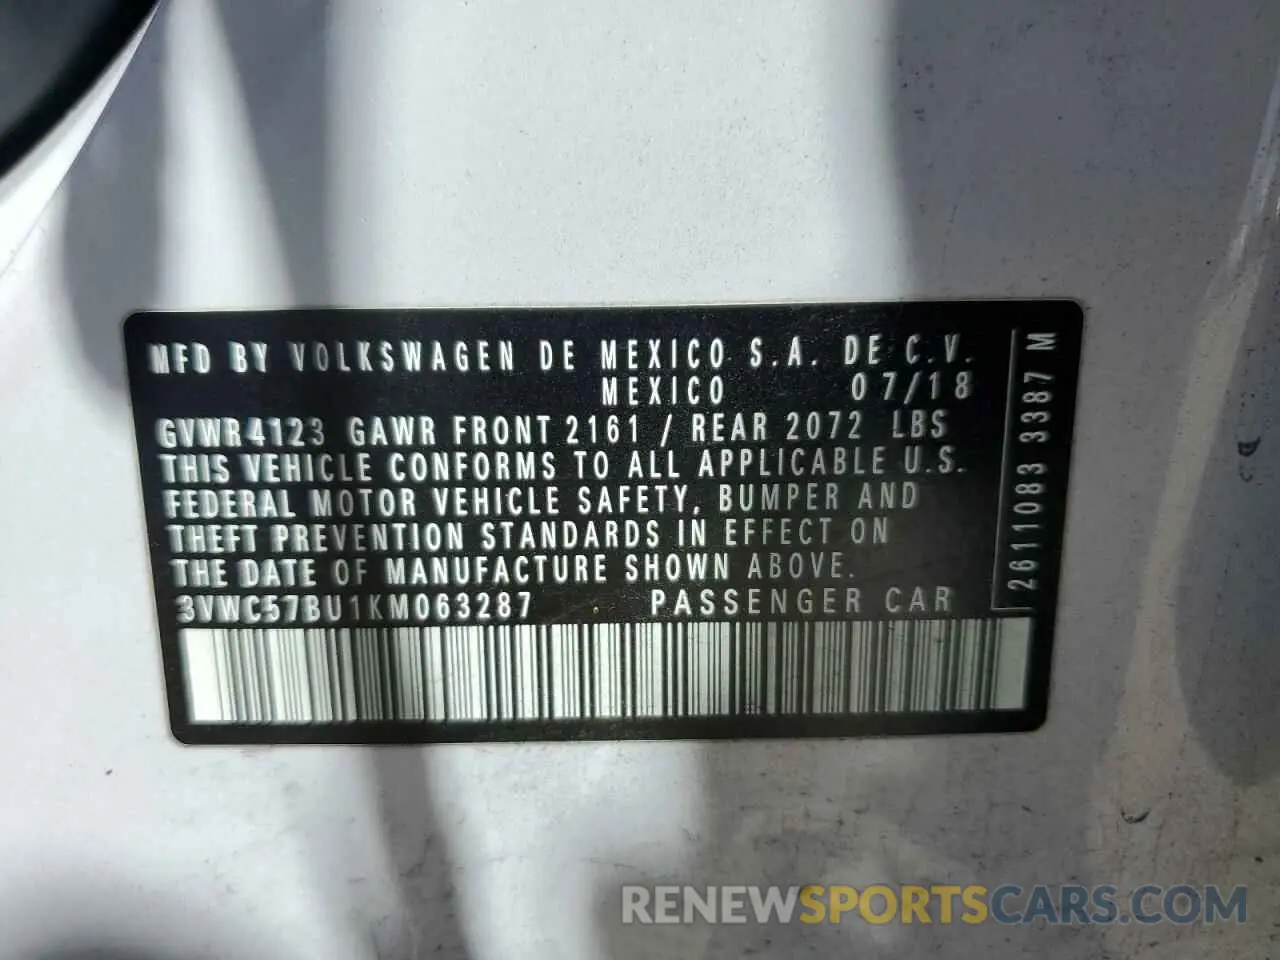 MFD BY VOLKSWAGEN DE MEXICO S.A. DE C.V.
MEXICO 07/18
GVWR4123 GAWR FRONT 2161 / REAR 2072 LBS
THIS VEHICLE CONFORMS TO ALL APPLICABLE U.S.
FEDERAL MOTOR VEHICLE SAFETY, BUMPER AND
THEFT PREVENTION STANDARDS IN EFFECT ON
THE DATE OF MANUFACTURE SHOWN ABOVE.
3VWC57BU1KM063287 PASSENGER CAR
2611083 3387 M
RENEWSPORTSCARS.COM